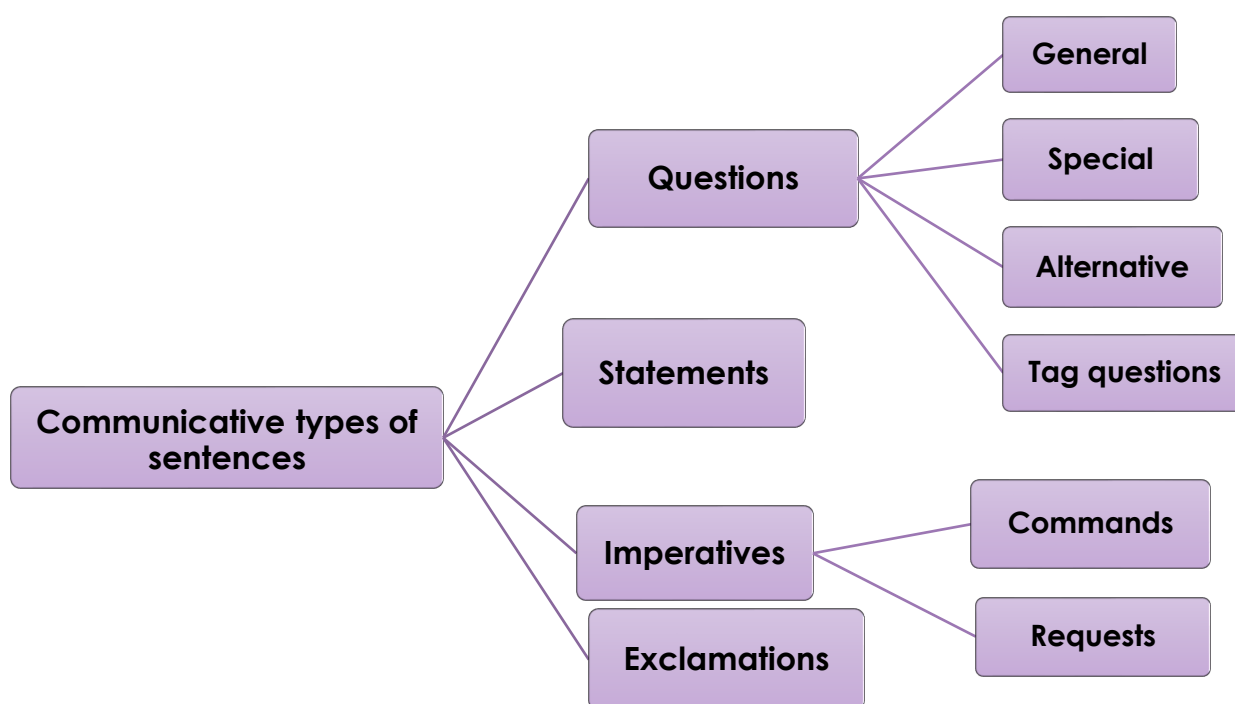 Communicative types of
sentences
Questions
General
Special
Alternative
Tag questions
Statements
Imperatives
Commands
Requests
Exclamations